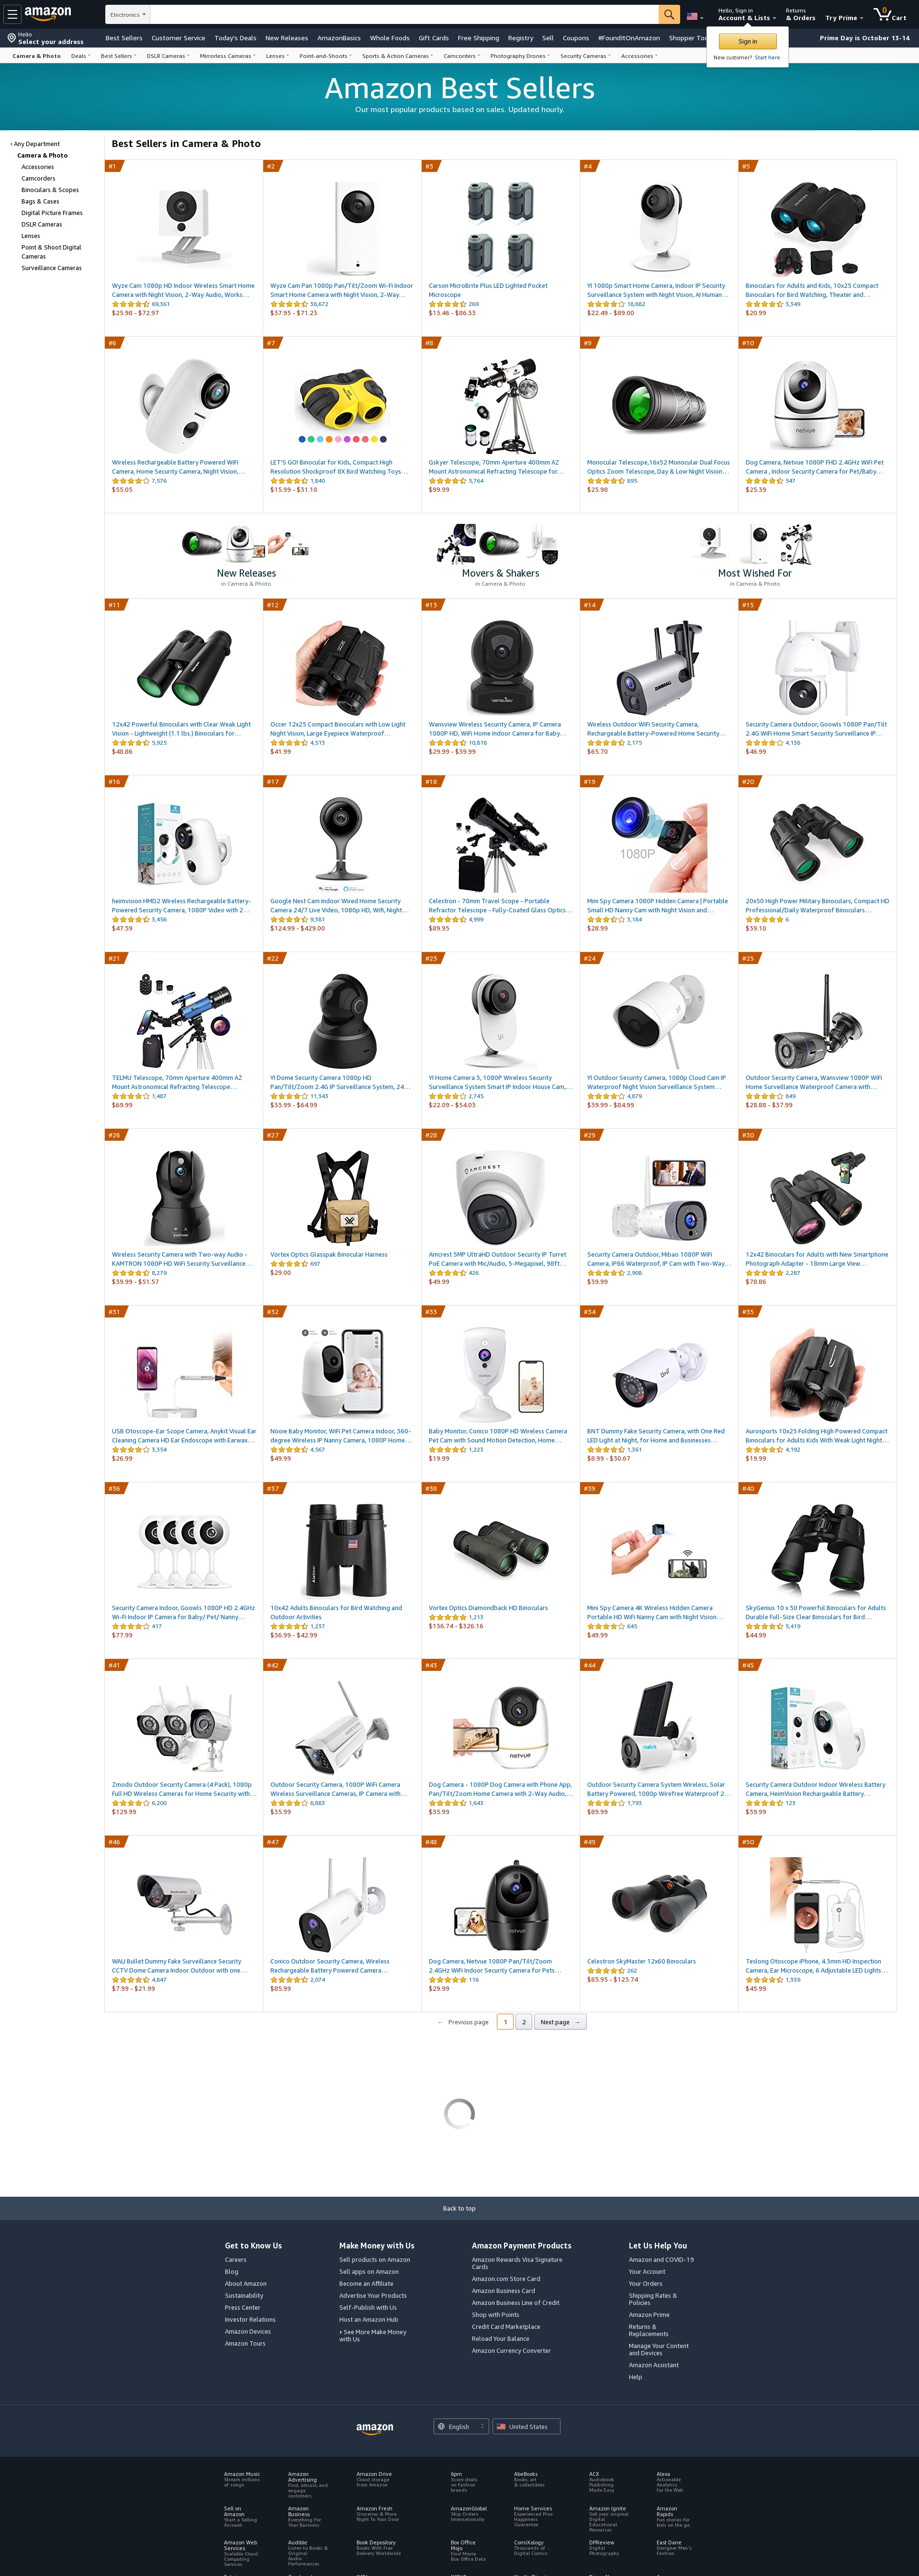 Hello
Select your address
amazon
Electronics
Hello, Sign in
Account & Lists
Returns
& Orders
Try Prime
0
Cart
Best Sellers
Customer Service
Today's Deals
New Releases
AmazonBasics
Whole Foods
Gift Cards
Free Shipping
Registry
Sell
Coupons
#FoundItOnAmazon
Prime Day is October 13-14
Sign in
New customer? Start here.
Camera & Photo
Deals
Best Sellers
DSLR Cameras
Mirrorless Cameras
Lenses
Point-and-Shoots
Sports & Action Cameras
Camcorders
Photography Drones
Security Cameras
Accessories
Amazon Best Sellers
Our most popular products based on sales. Updated hourly.
‹ Any Department
Camera & Photo
Accessories
Camcorders
Binoculars & Scopes
Bags & Cases
Digital Picture Frames
DSLR Cameras
Lenses
Point & Shoot Digital
Cameras
Surveillance Cameras
Best Sellers in Camera & Photo
#1
Wyze Cam 1080p HD Indoor Wireless Smart Home
Camera with Night Vision, 2-Way Audio, Works…
69,361
$25.98 - $72.97
#2
Wyze Cam Pan 1080p Pan/Tilt/Zoom Wi-Fi Indoor
Smart Home Camera with Night Vision, 2-Way…
38,672
$37.95 - $71.23
#3
Carson MicroBrite Plus LED Lighted Pocket
Microscope
269
$13.46 - $86.33
#4
YI 1080p Smart Home Camera, Indoor IP Security
Surveillance System with Night Vision, AI Human…
18,882
$22.49 - $89.00
#5
Binoculars for Adults and Kids, 10x25 Compact
Binoculars for Bird Watching, Theater and…
3,349
$20.99
#6
Wireless Rechargeable Battery Powered WiFi
Camera, Home Security Camera, Night Vision,…
7,576
$55.05
#7
LET'S GO! Binocular for Kids, Compact High
Resolution Shockproof 8X Bird Watching Toys…
1,840
$15.99 - $31.10
#8
Gskyer Telescope, 70mm Aperture 400mm AZ
Mount Astronomical Refracting Telescope for…
5,764
$99.99
#9
Monocular Telescope,16x52 Monocular Dual Focus
Optics Zoom Telescope, Day & Low Night Vision…
895
$25.98
#10
netvue
Dog Camera, Netvue 1080P FHD 2.4GHz WiFi Pet
Camera , Indoor Security Camera for Pet/Baby…
547
$25.39
New Releases
in Camera & Photo
Movers & Shakers
in Camera & Photo
Most Wished For
in Camera & Photo
#11
12x42 Powerful Binoculars with Clear Weak Light
Vision - Lightweight (1.1 lbs.) Binoculars for…
5,925
$48.86
#12
Occer 12x25 Compact Binoculars with Low Light
Night Vision, Large Eyepiece Waterproof…
4,513
$41.99
#13
Wansview Wireless Security Camera, IP Camera
1080P HD, WiFi Home Indoor Camera for Baby…
10,818
$29.99 - $39.99
#14
Wireless Outdoor WiFi Security Camera,
Rechargeable Battery-Powered Home Security…
2,175
$65.70
#15
Security Camera Outdoor, Goowls 1080P Pan/Tilt
2.4G WiFi Home Smart Security Surveillance IP…
4,138
$46.99
#16
heimvision HMD2 Wireless Rechargeable Battery-
Powered Security Camera, 1080P Video with 2…
3,456
$47.59
#17
Google Nest Cam Indoor Wired Home Security
Camera 24/7 Live Video, 1080p HD, Wifi, Night…
9,381
$124.99 - $429.00
#18
Celestron - 70mm Travel Scope - Portable
Refractor Telescope - Fully-Coated Glass Optics…
4,999
$89.95
#19
1080P
Mini Spy Camera 1080P Hidden Camera | Portable
Small HD Nanny Cam with Night Vision and…
3,184
$28.99
#20
20x50 High Power Military Binoculars, Compact HD
Professional/Daily Waterproof Binoculars…
6
$39.10
#21
TELMU Telescope, 70mm Aperture 400mm AZ
Mount Astronomical Refracting Telescope…
1,487
$69.99
#22
YI Dome Security Camera 1080p HD
Pan/Tilt/Zoom 2.4G IP Surveillance System, 24…
11,343
$33.99 - $64.99
#23
YI Home Camera 3, 1080P Wireless Security
Surveillance System Smart IP Indoor House Cam,…
2,745
$22.09 - $54.03
#24
YI Outdoor Security Camera, 1080p Cloud Cam IP
Waterproof Night Vision Surveillance System…
4,879
$39.99 - $84.99
#25
Outdoor Security Camera, Wansview 1080P WiFi
Home Surveillance Waterproof Camera with…
849
$28.88 - $37.99
#26
Wireless Security Camera with Two-way Audio -
KAMTRON 1080P HD WiFi Security Surveillance…
8,279
$39.99 - $51.57
#27
Vortex Optics Glasspak Binocular Harness
697
$29.00
#28
AMCREST
Amcrest 5MP UltraHD Outdoor Security IP Turret
PoE Camera with Mic/Audio, 5-Megapixel, 98ft…
426
$49.99
#29
Security Camera Outdoor, Mibao 1080P WiFi
Camera, IP66 Waterproof, IP Cam with Two-Way…
2,908
$39.99
#30
12x42 Binoculars for Adults with New Smartphone
Photograph Adapter - 18mm Large View…
2,287
$78.86
#31
USB Otoscope-Ear Scope Camera, Anykit Visual Ear
Cleaning Camera HD Ear Endoscope with Earwax…
3,354
$26.99
#32
Nooie Baby Monitor, WiFi Pet Camera Indoor, 360-
degree Wireless IP Nanny Camera, 1080P Home…
4,567
$49.99
#33
Baby Monitor, Conico 1080P HD Wireless Camera
Pet Cam with Sound Motion Detection, Home…
1,223
$19.99
#34
BNT Dummy Fake Security Camera, with One Red
LED Light at Night, for Home and Businesses…
1,361
$8.99 - $30.67
#35
Aurosports 10x25 Folding High Powered Compact
Binoculars for Adults Kids With Weak Light Night…
4,192
$19.99
#36
Security Camera Indoor, Goowls 1080P HD 2.4GHz
Wi-Fi Indoor IP Camera for Baby/ Pet/ Nanny…
417
$77.99
#37
10x42 Adults Binoculars for Bird Watching and
Outdoor Activities
1,237
$36.99 - $42.99
#38
Vortex Optics Diamondback HD Binoculars
1,213
$136.74 - $326.16
#39
Mini Spy Camera 4K Wireless Hidden Camera
Portable HD WiFi Nanny Cam with Night Vision…
645
$49.99
#40
SkyGenius 10 x 50 Powerful Binoculars for Adults
Durable Full-Size Clear Binoculars for Bird…
5,419
$44.99
#41
Zmodo Outdoor Security Camera (4 Pack), 1080p
Full HD Wireless Cameras for Home Security with…
6,200
$129.99
#42
Outdoor Security Camera, 1080P WiFi Camera
Wireless Surveillance Cameras, IP Camera with…
6,883
$35.99
#43
netvue
Dog Camera - 1080P Dog Camera with Phone App,
Pan/Tilt/Zoom Home Camera with 2-Way Audio,…
1,643
$35.99
#44
reolink
Outdoor Security Camera System Wireless, Solar
Battery Powered, 1080p Wirefree Waterproof 2…
1,793
$89.99
#45
Security Camera Outdoor Indoor Wireless Battery
Camera, HeimVision Rechargeable Battery…
123
$59.99
#46
WALI Bullet Dummy Fake Surveillance Security
CCTV Dome Camera Indoor Outdoor with one…
4,847
$7.99 - $21.99
#47
Conico Outdoor Security Camera, Wireless
Rechargeable Battery Powered Camera…
2,074
$85.99
#48
netvue
Dog Camera, Netvue 1080P Pan/Tilt/Zoom
2.4GHz WiFi Indoor Security Camera for Pets…
116
$29.99
#49
Celestron SkyMaster 12x60 Binoculars
262
$83.95 - $123.74
#50
Teslong Otoscope iPhone, 4.3mm HD Inspection
Camera, Ear Microscope, 6 Adjustable LED Lights…
1,339
$45.99
← Previous page
1
2
Next page →
Back to top
Get to Know Us
Careers
Blog
About Amazon
Sustainability
Press Center
Investor Relations
Amazon Devices
Amazon Tours
Make Money with Us
Sell products on Amazon
Sell apps on Amazon
Become an Affiliate
Advertise Your Products
Self-Publish with Us
Host an Amazon Hub
› See More Make Money
with Us
Amazon Payment Products
Amazon Rewards Visa Signature
Cards
Amazon.com Store Card
Amazon Business Card
Amazon Business Line of Credit
Shop with Points
Credit Card Marketplace
Reload Your Balance
Amazon Currency Converter
Let Us Help You
Amazon and COVID-19
Your Account
Your Orders
Shipping Rates &
Policies
Amazon Prime
Returns &
Replacements
Manage Your Content
and Devices
Amazon Assistant
Help
amazon
English
United States
Amazon Music
Stream millions
of songs
Amazon
Advertising
Find, attract, and
engage
customers
Amazon Drive
Cloud storage
from Amazon
6pm
Score deals
on fashion
brands
AbeBooks
Books, art
& collectibles
ACX
Audiobook
Publishing
Made Easy
Alexa
Actionable
Analytics
for the Web
Sell on
Amazon
Start a Selling
Account
Amazon
Business
Everything For
Your Business
Amazon Fresh
Groceries & More
Right To Your Door
AmazonGlobal
Ship Orders
Internationally
Home Services
Experienced Pros
Happiness
Guarantee
Amazon Ignite
Sell your original
Digital
Educational
Resources
Amazon
Rapids
Fun stories for
kids on the go
Amazon Web
Services
Scalable Cloud
Computing
Services
Audible
Listen to Books &
Original
Audio
Performances
Book Depository
Books With Free
Delivery Worldwide
Box Office
Mojo
Find Movie
Box Office Data
ComiXology
Thousands of
Digital Comics
DPReview
Digital
Photography
East Dane
Designer Men's
Fashion